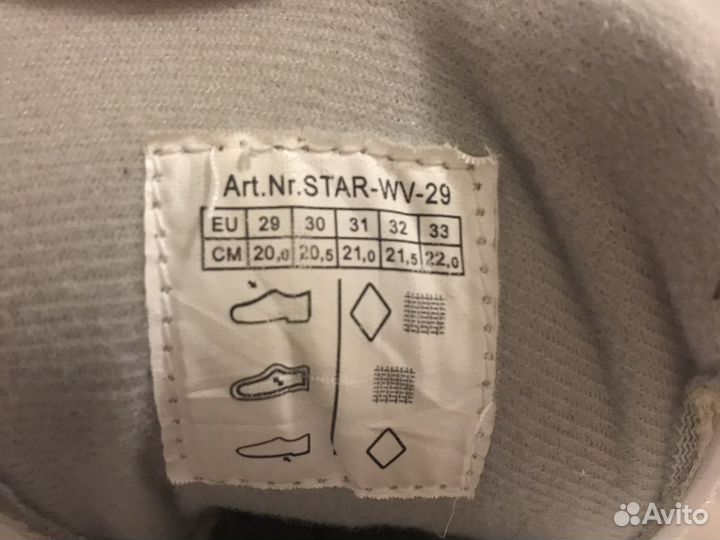 Art.Nr.STAR-WV-29
EU 29 30 31 32 33
CM 20,0 20,5 21,0 21,5 22,0
Avito